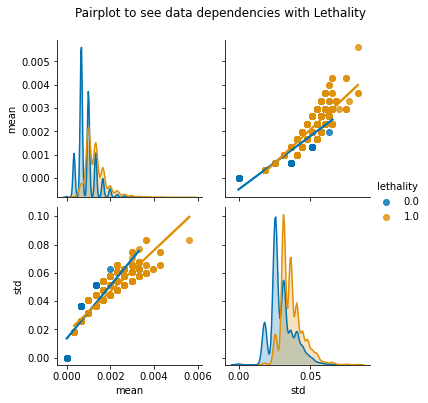 Pairplot to see data dependencies with Lethality
0.005
0.004
0.003
0.002
0.001
0.000
mean
lethality
0.0
1.0
0.10
0.08
0.06
0.04
0.02
0.00
std
0.000 0.002 0.004 0.006
mean
0.00 0.05
std